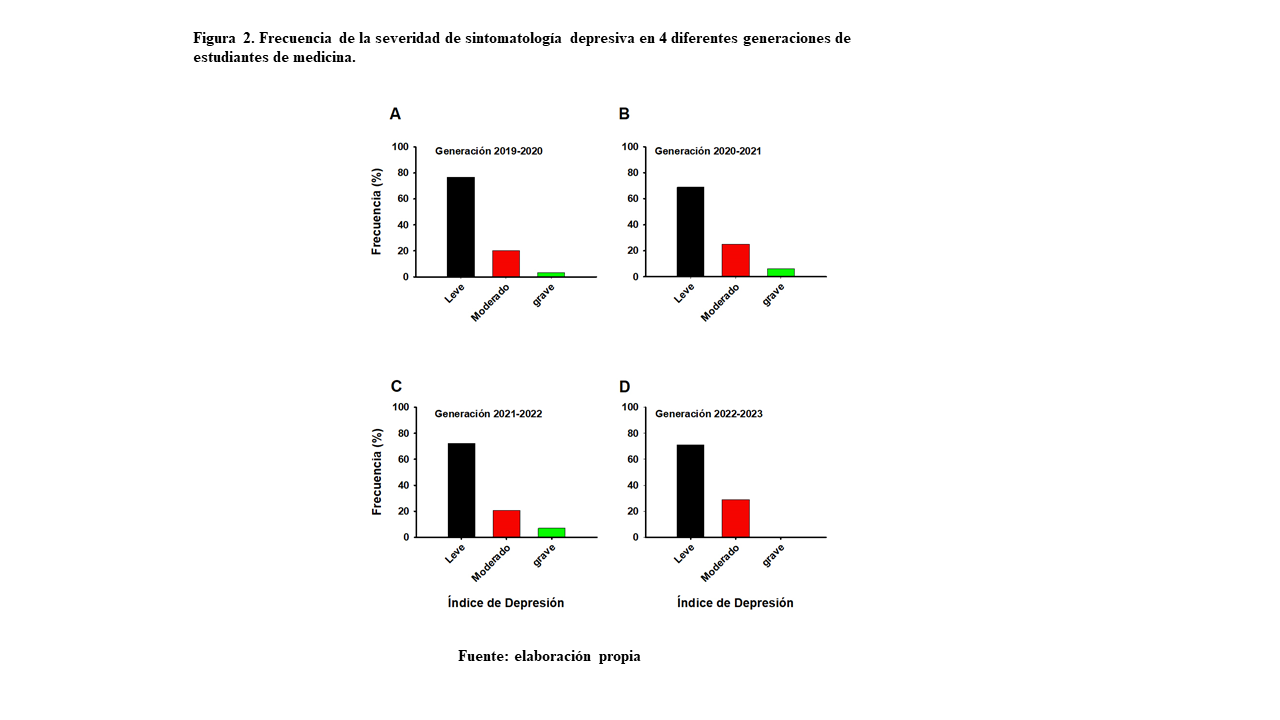 Figura 2. Frecuencia de la severidad de sintomatología depresiva en 4 diferentes generaciones de
estudiantes de medicina.
A
Generación 2019-2020
Frecuencia (%)
100
80
60
40
20
0
Leve
Moderado
grave
B
Generación 2020-2021
100
80
60
40
20
0
Leve
Moderado
grave
C
Generación 2021-2022
Frecuencia (%)
100
80
60
40
20
0
Leve
Moderado
grave
Índice de Depresión
D
Generación 2022-2023
100
80
60
40
20
0
Leve
Moderado
grave
Índice de Depresión
Fuente: elaboración propia